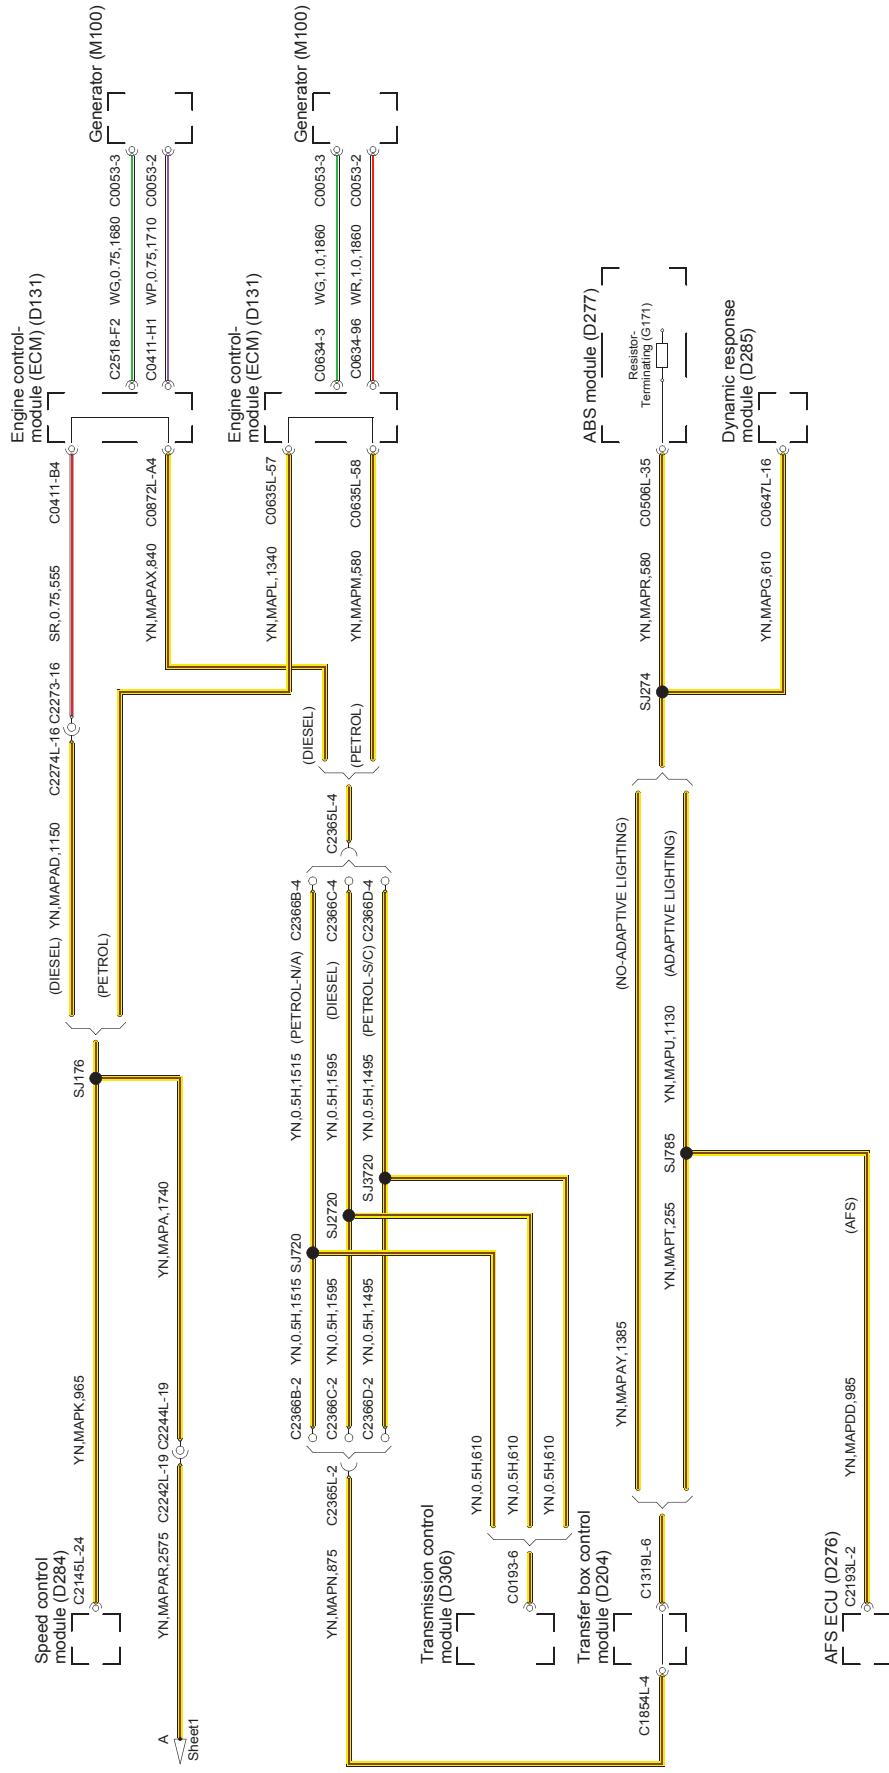 Generator (M100)
C0053-3
WG,0.75,1680
C2518-F2
C0053-2
WP,0.75,1710
C0411-H1
Engine control-
module (ECM) (D131)
C0411-B4
SR,0.75,555
C2273-16
C2274L-16
YN,MAPAD,1150
(DIESEL)
C0872L-A4
YN,MAPAX,840
(PETROL)
Generator (M100)
C0053-3
WG,1.0,1860
C0634-3
C0053-2
WR,1.0,1860
C0634-96
Engine control-
module (ECM) (D131)
C0635L-57
YN,MAPL,1340
C0635L-58
YN,MAPM,580
(DIESEL)
(PETROL)
C2365L-4
SJ176
YN,MAPK,965
C2145L-24
Speed control
module (D284)
YN,MAPA,1740
C2244L-19
C2242L-19
YN,MAPAR,2575
A
Sheet1
C2366B-4
(PETROL-N/A)
YN,0.5H,1515
SJ720
YN,0.5H,1515
C2366B-2
C2366C-4
(DIESEL)
YN,0.5H,1595
SJ2720
YN,0.5H,1595
C2366C-2
C2366D-4
(PETROL-S/C)
YN,0.5H,1495
SJ3720
YN,0.5H,1495
C2366D-2
C2365L-2
YN,MAPN,875
YN,0.5H,610
YN,0.5H,610
YN,0.5H,610
C0193-6
Transmission control
module (D306)
Transfer box control
module (D204)
C1319L-6
C1854L-4
ABS module (D277)
Resistor-
Terminating (G171)
C0506L-35
YN,MAPR,580
SJ274
Dynamic response
module (D285)
C0647L-16
YN,MAPG,610
(NO-ADAPTIVE LIGHTING)
YN,MAPAY,1385
(ADAPTIVE LIGHTING)
YN,MAPU,1130
SJ785
YN,MAPT,255
(AFS)
YN,MAPDD,985
C2193L-2
AFS ECU (D276)